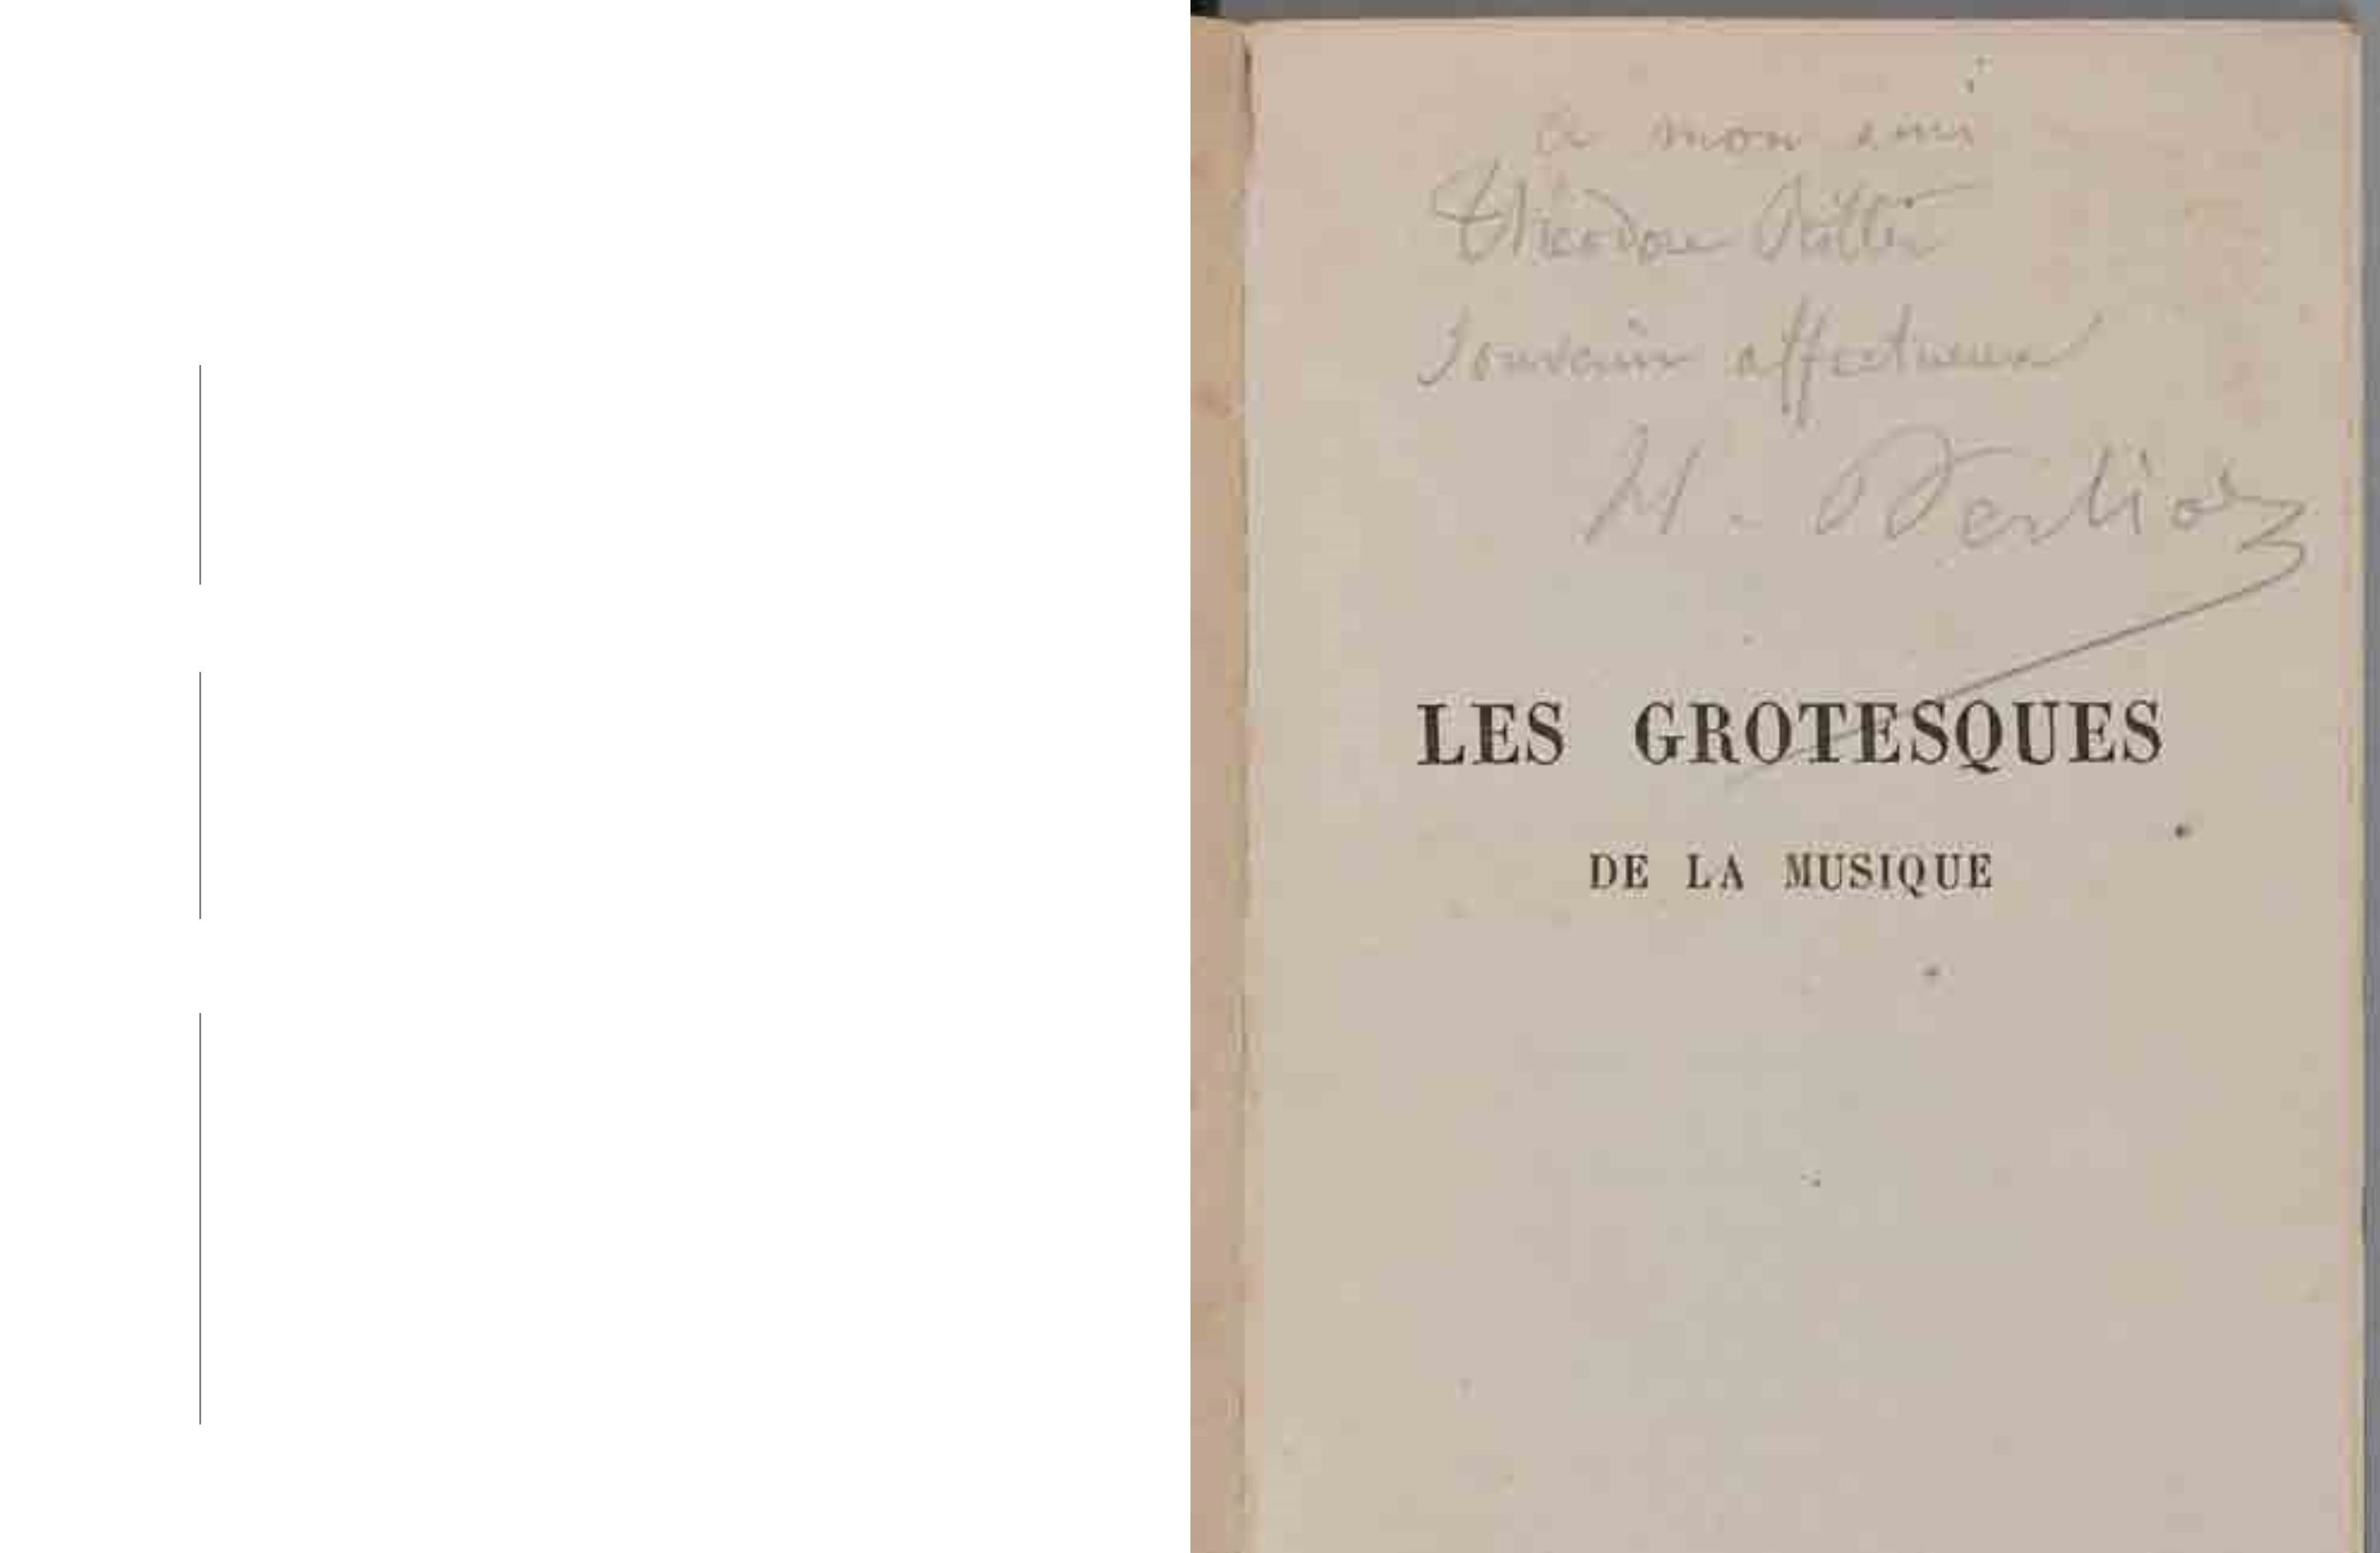 à mon ami
Théodore Ritter
Souvenir affectueux
H. Berlioz
LES GROTESQUES
DE LA MUSIQUE